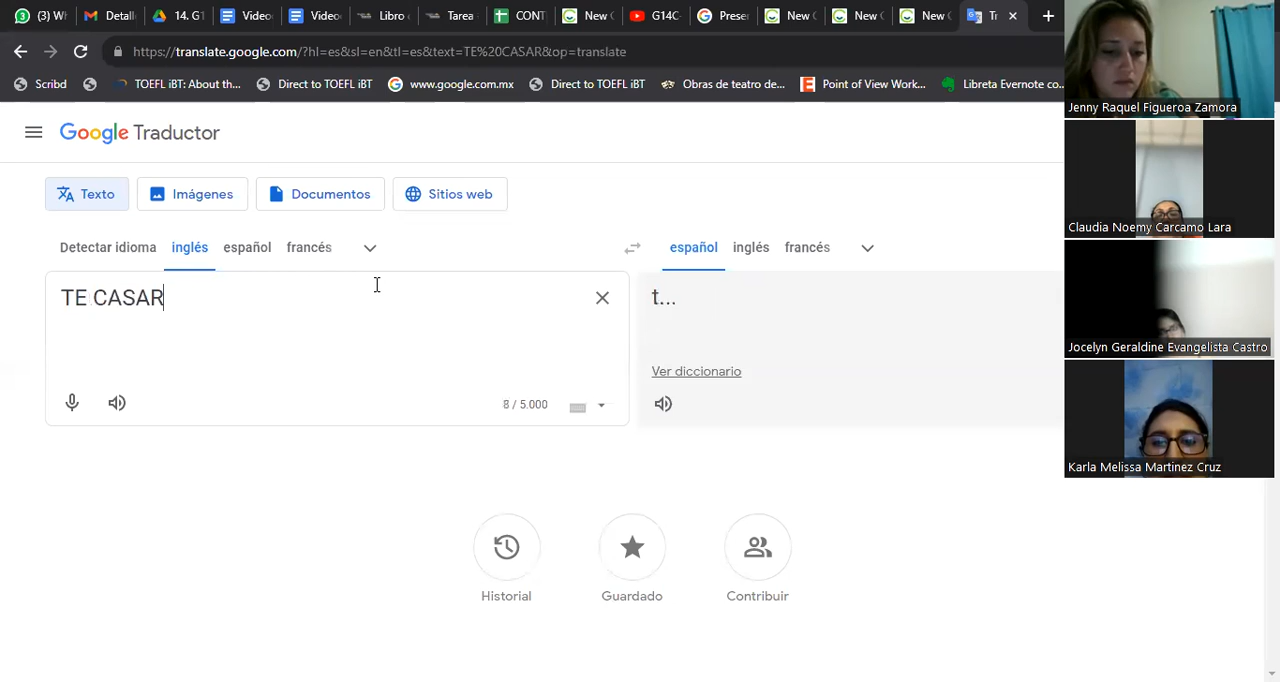 (3) Wh
Detall
14. G1
Video
Video
Libro
Tarea
CONT
New C
G14C-
Prese
New C
New C
New C
Tr
https://translate.google.com/?hl=es&sl=en&tl=es&text=TE%20CASAR&op=translate
Scribd
TOEFL iBT: About th...
Direct to TOEFL iBT
www.google.com.mx
Direct to TOEFL iBT
Obras de teatro de...
Point of View Work...
Libreta Evernote co...
Google Traductor
Texto
Imágenes
Documentos
Sitios web
Detectar idioma
inglés
español
francés
español
inglés
francés
TE CASAR
t...
Ver diccionario
8 / 5.000
Historial
Guardado
Contribuir
Jenny Raquel Figueroa Zamora
Claudia Noemy Carcamo Lara
Jocelyn Geraldine Evangelista Castro
Karla Melissa Martinez Cruz